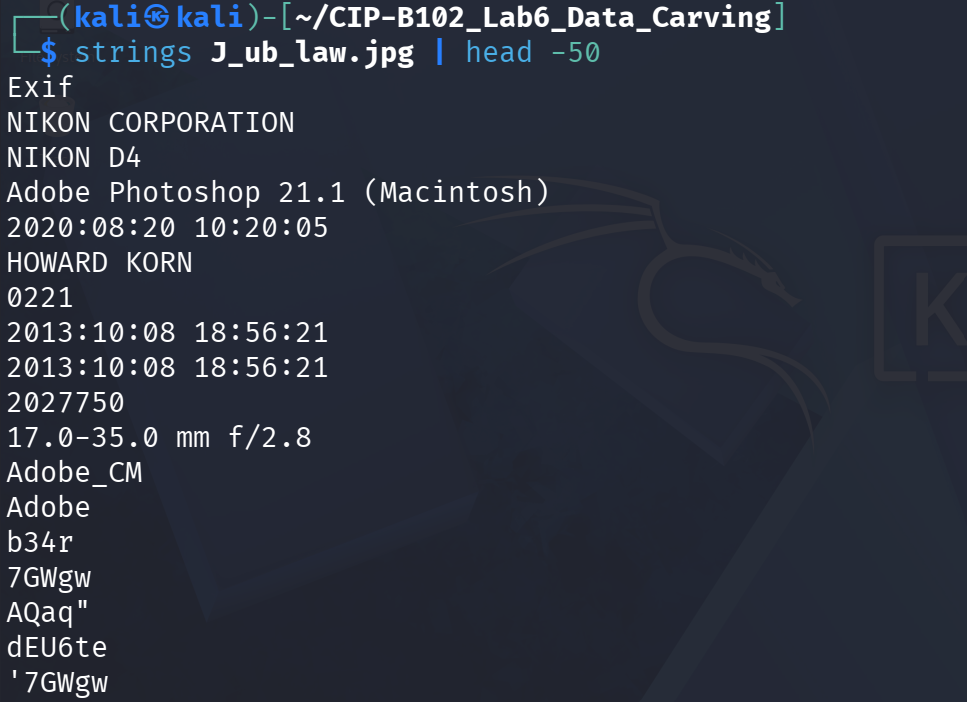 ┌──(kali㉿kali)-[~/CIP-B102_Lab6_Data_Carving]
└─$ strings J_ub_law.jpg | head -50
Exif
NIKON CORPORATION
NIKON D4
Adobe Photoshop 21.1 (Macintosh)
2020:08:20 10:20:05
HOWARD KORN
0221
2013:10:08 18:56:21
2013:10:08 18:56:21
2027750
17.0-35.0 mm f/2.8
Adobe_CM
Adobe
b34r
7GWgw
AQaq"
dEU6te
'7GWgw
K